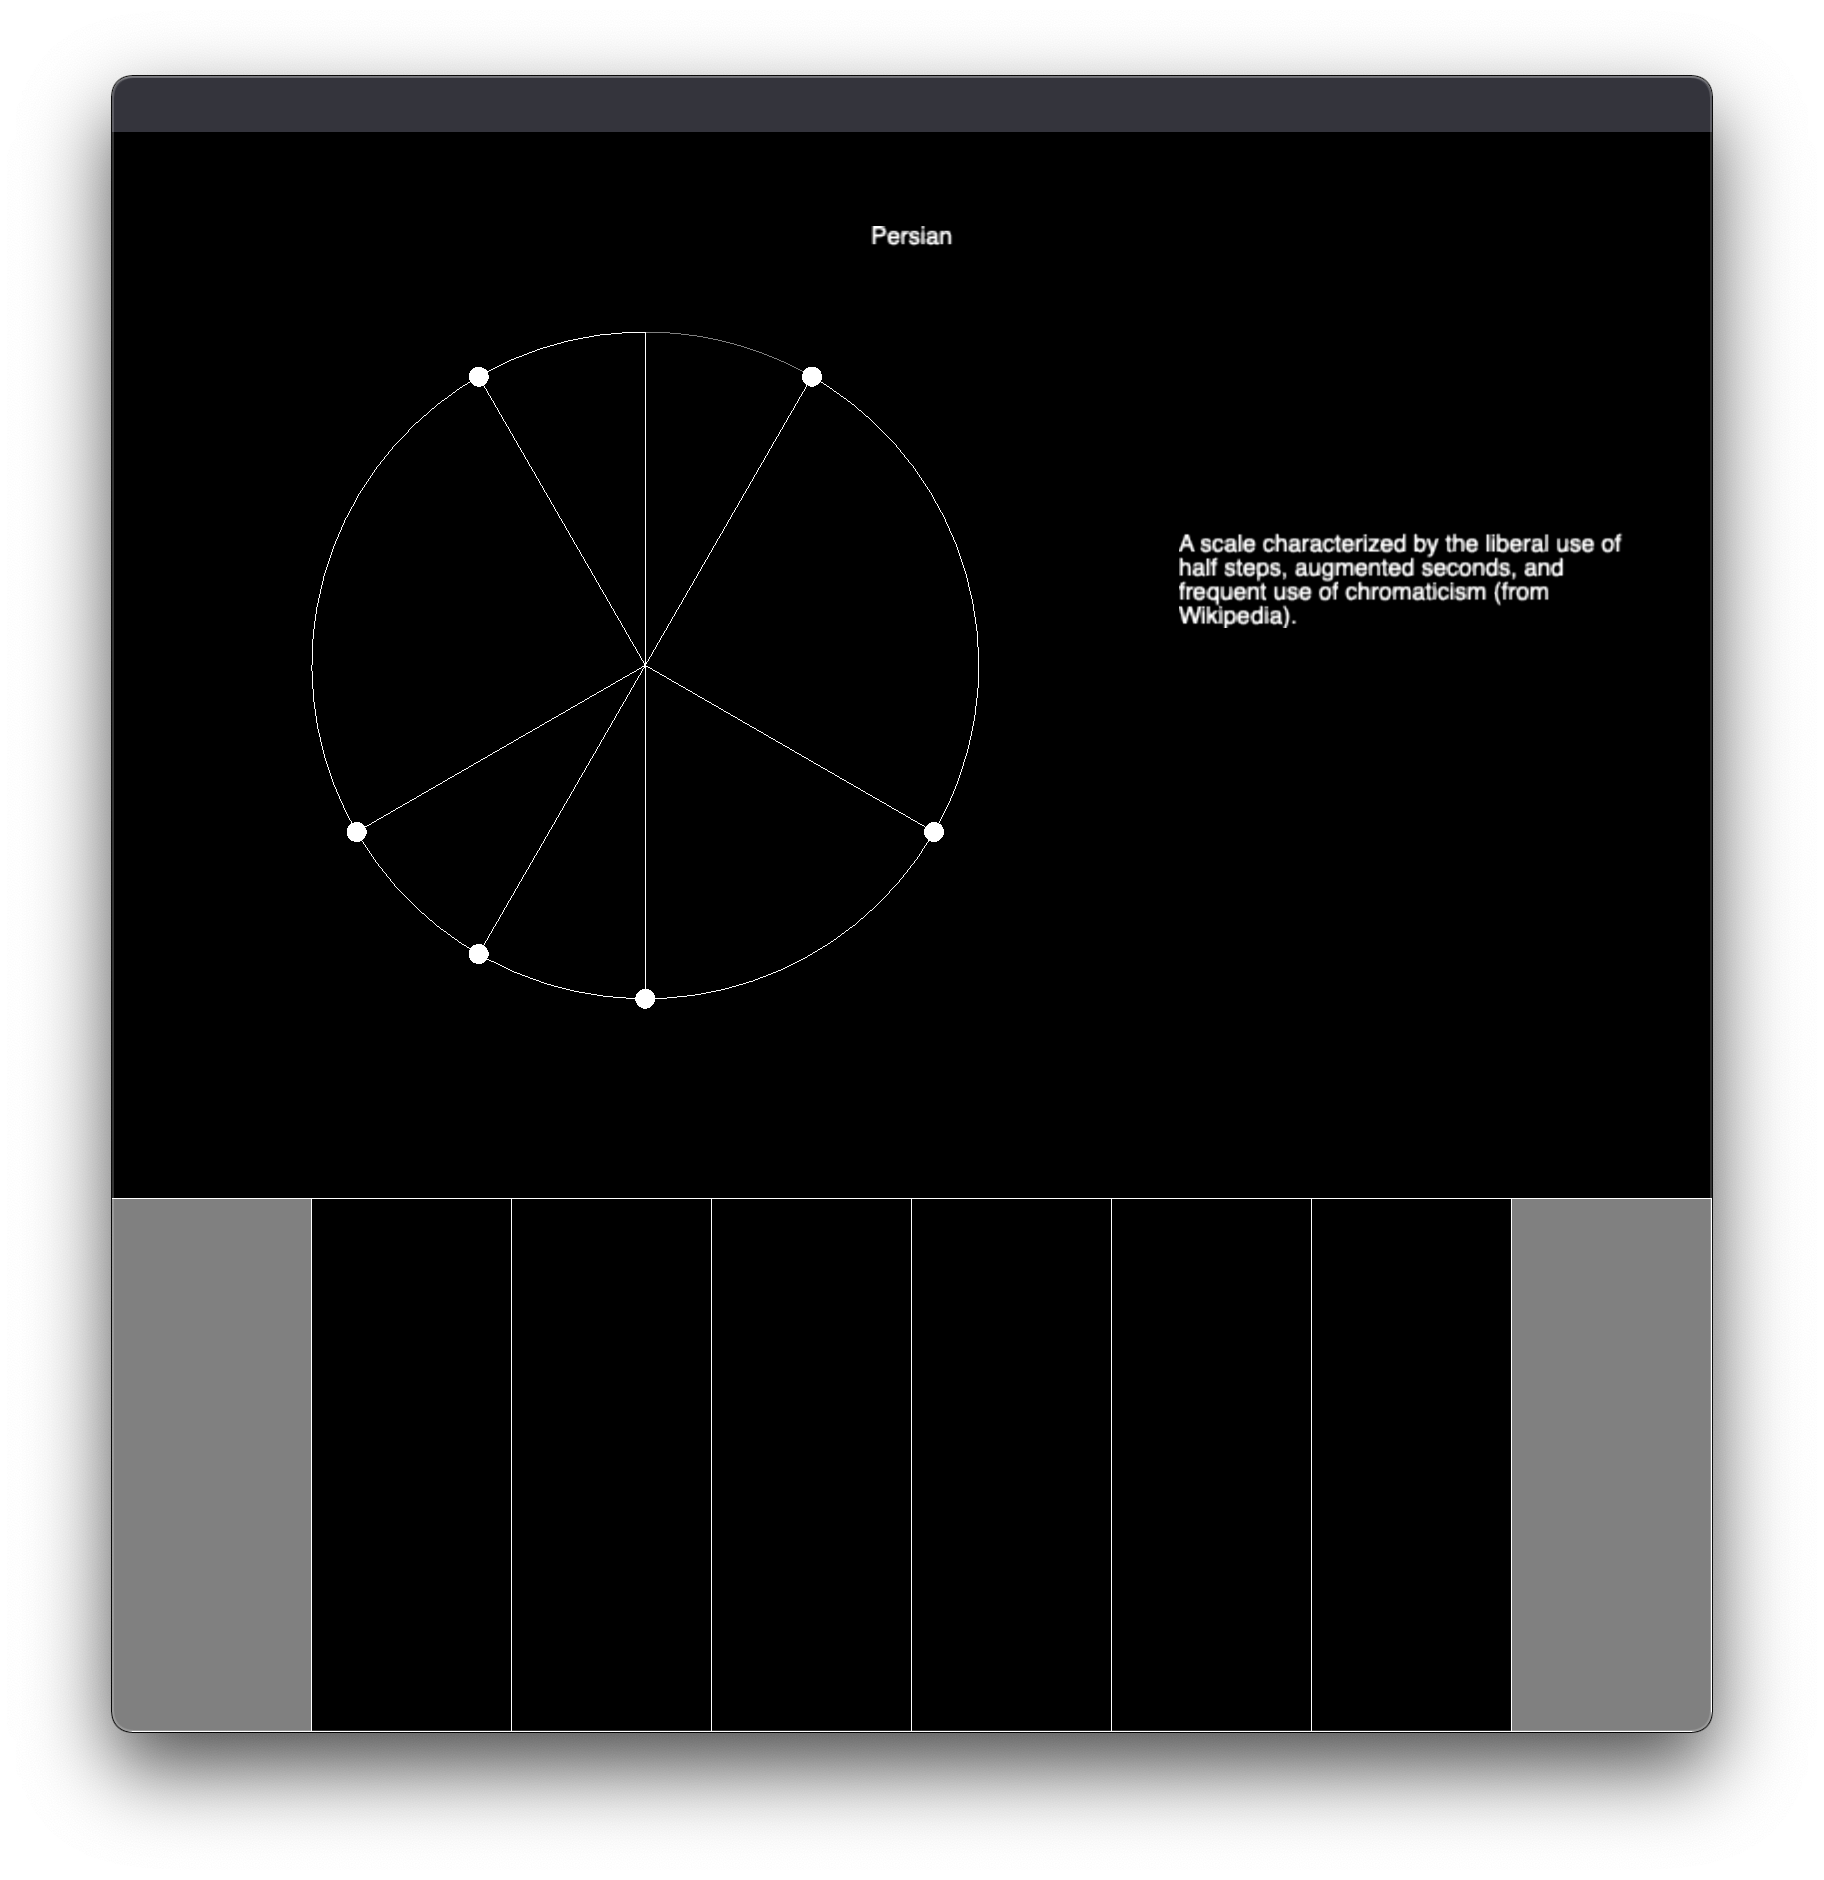 Persian
A scale characterized by the liberal use of
half steps, augmented seconds, and
frequent use of chromaticism (from
Wikipedia).